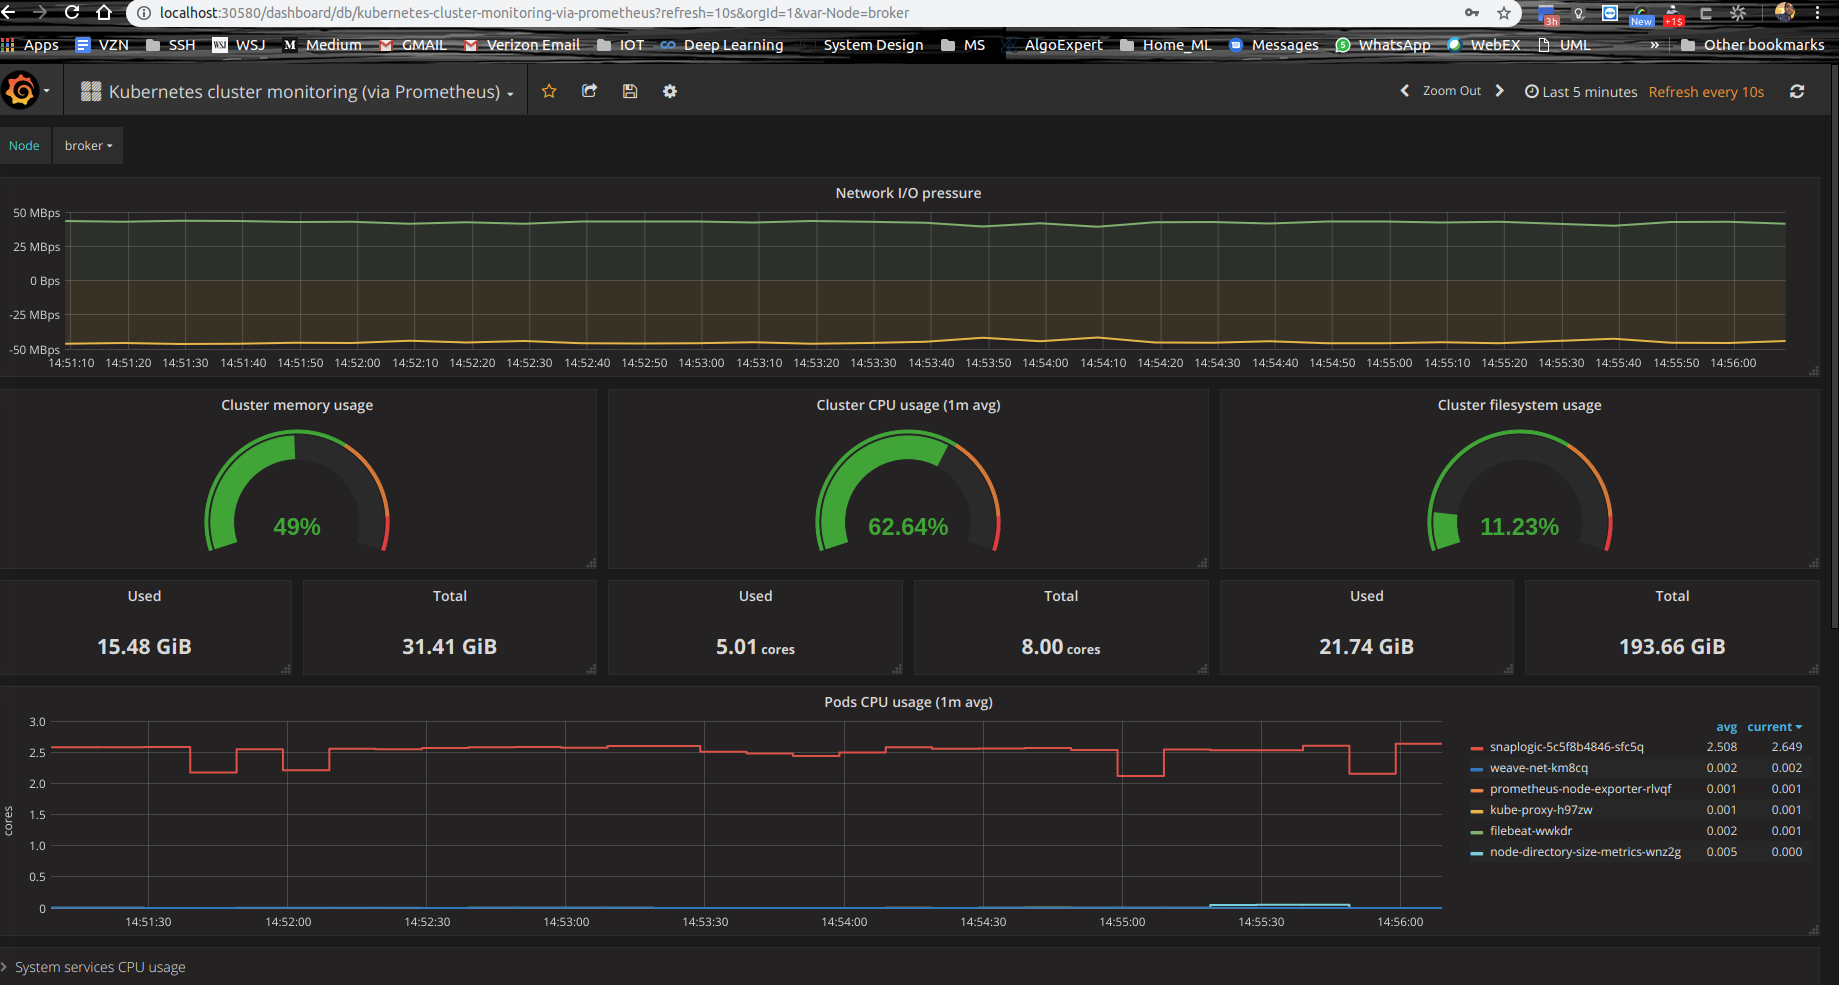 localhost:30580/dashboard/db/kubernetes-cluster-monitoring-via-prometheus?refresh=10s&orgId=1&var-Node=broker
3h New +1$
Apps VZN SSH WSJ WSJ M Medium GMAIL Verizon Email IOT Deep Learning System Design MS AlgoExpert Home_ML Messages 5 WhatsApp WebEX UML » Other bookmarks
Kubernetes cluster monitoring (via Prometheus) Zoom Out Last 5 minutes Refresh every 10s
Node broker
Network I/O pressure
50 MBps
25 MBps
0 Bps
-25 MBps
-50 MBps
14:51:10 14:51:20 14:51:30 14:51:40 14:51:50 14:52:00 14:52:10 14:52:20 14:52:30 14:52:40 14:52:50 14:53:00 14:53:10 14:53:20 14:53:30 14:53:40 14:53:50 14:54:00 14:54:10 14:54:20 14:54:30 14:54:40 14:54:50 14:55:00 14:55:10 14:55:20 14:55:30 14:55:40 14:55:50 14:56:00
Cluster memory usage
49%
Cluster CPU usage (1m avg)
62.64%
Cluster filesystem usage
11.23%
Used
15.48 GiB
Total
31.41 GiB
Used
5.01 cores
Total
8.00 cores
Used
21.74 GiB
Total
193.66 GiB
Pods CPU usage (1m avg)
cores
3.0
2.5
2.0
1.5
1.0
0.5
0
14:51:30 14:52:00 14:52:30 14:53:00 14:53:30 14:54:00 14:54:30 14:55:00 14:55:30 14:56:00
avg current
snaplogic-5c5f8b4846-sfc5q 2.508 2.649
weave-net-km8cq 0.002 0.002
prometheus-node-exporter-rlvqf 0.001 0.001
kube-proxy-h97zw 0.001 0.001
filebeat-wwkdr 0.002 0.001
node-directory-size-metrics-wnz2g 0.005 0.000
System services CPU usage